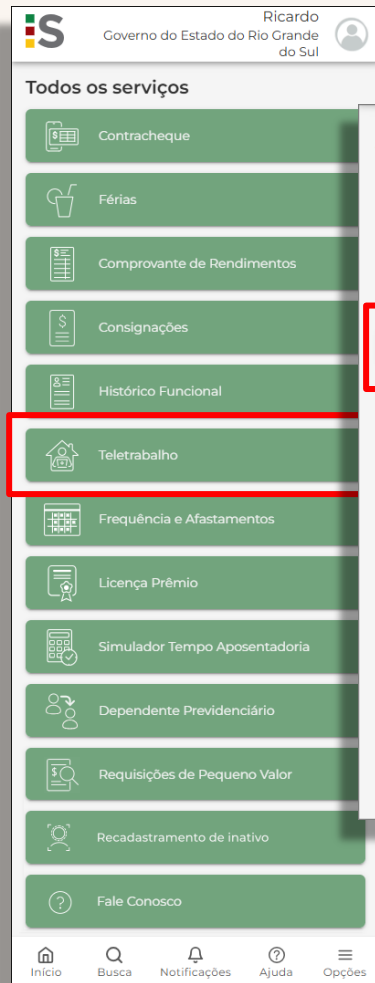 S
Ricardo
Governo do Estado do Rio Grande
do Sul
Todos os serviços
Contracheque
Férias
Comprovante de Rendimentos
Consignações
Histórico Funcional
Teletrabalho
Frequência e Afastamentos
Licença Prêmio
Simulador Tempo Aposentadoria
Dependente Previdenciário
Requisições de Pequeno Valor
Recadastramento de inativo
Fale Conosco
Início Busca Notificações Ajuda Opções